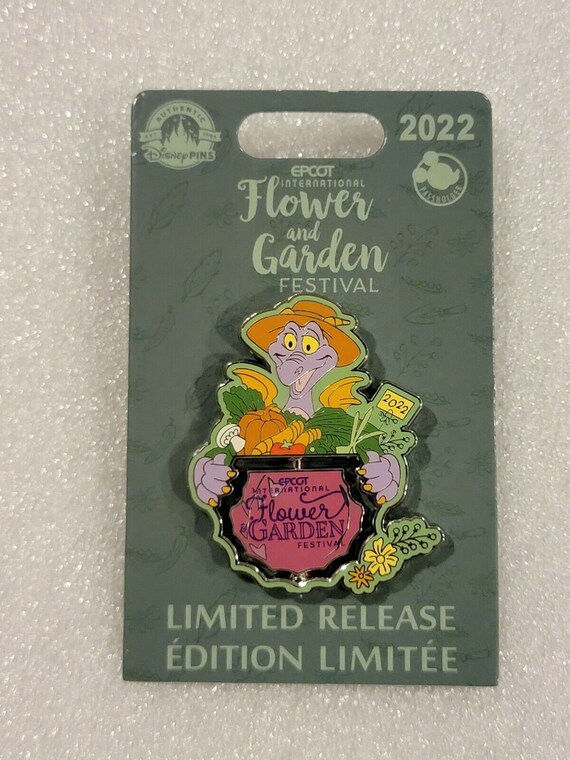 AUTHENTIC
Disney PINS
2022
PASSHOLDER
EPCOT
INTERNATIONAL
Flower
and
Garden
FESTIVAL
2022
EPCOT
INTERNATIONAL
Flower
& GARDEN
FESTIVAL
LIMITED RELEASE
ÉDITION LIMITÉE